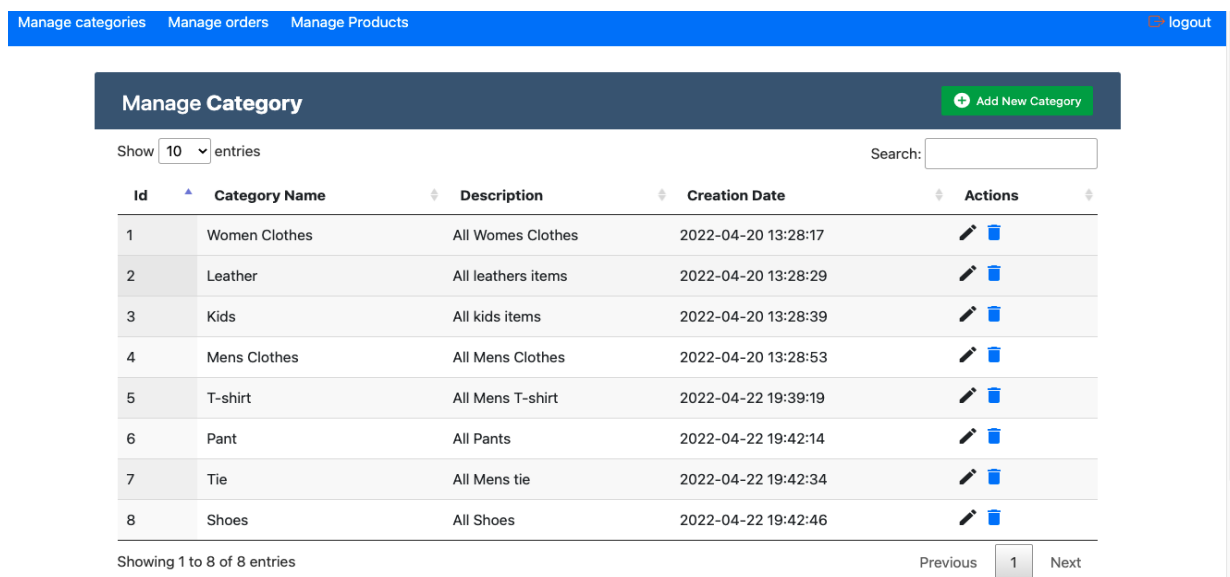 Manage categories Manage orders Manage Products logout
Manage Category Add New Category
Show 10 entries Search:
Id Category Name Description Creation Date Actions
1 Women Clothes All Womes Clothes 2022-04-20 13:28:17
2 Leather All leathers items 2022-04-20 13:28:29
3 Kids All kids items 2022-04-20 13:28:39
4 Mens Clothes All Mens Clothes 2022-04-20 13:28:53
5 T-shirt All Mens T-shirt 2022-04-22 19:39:19
6 Pant All Pants 2022-04-22 19:42:14
7 Tie All Mens tie 2022-04-22 19:42:34
8 Shoes All Shoes 2022-04-22 19:42:46
Showing 1 to 8 of 8 entries Previous 1 Next